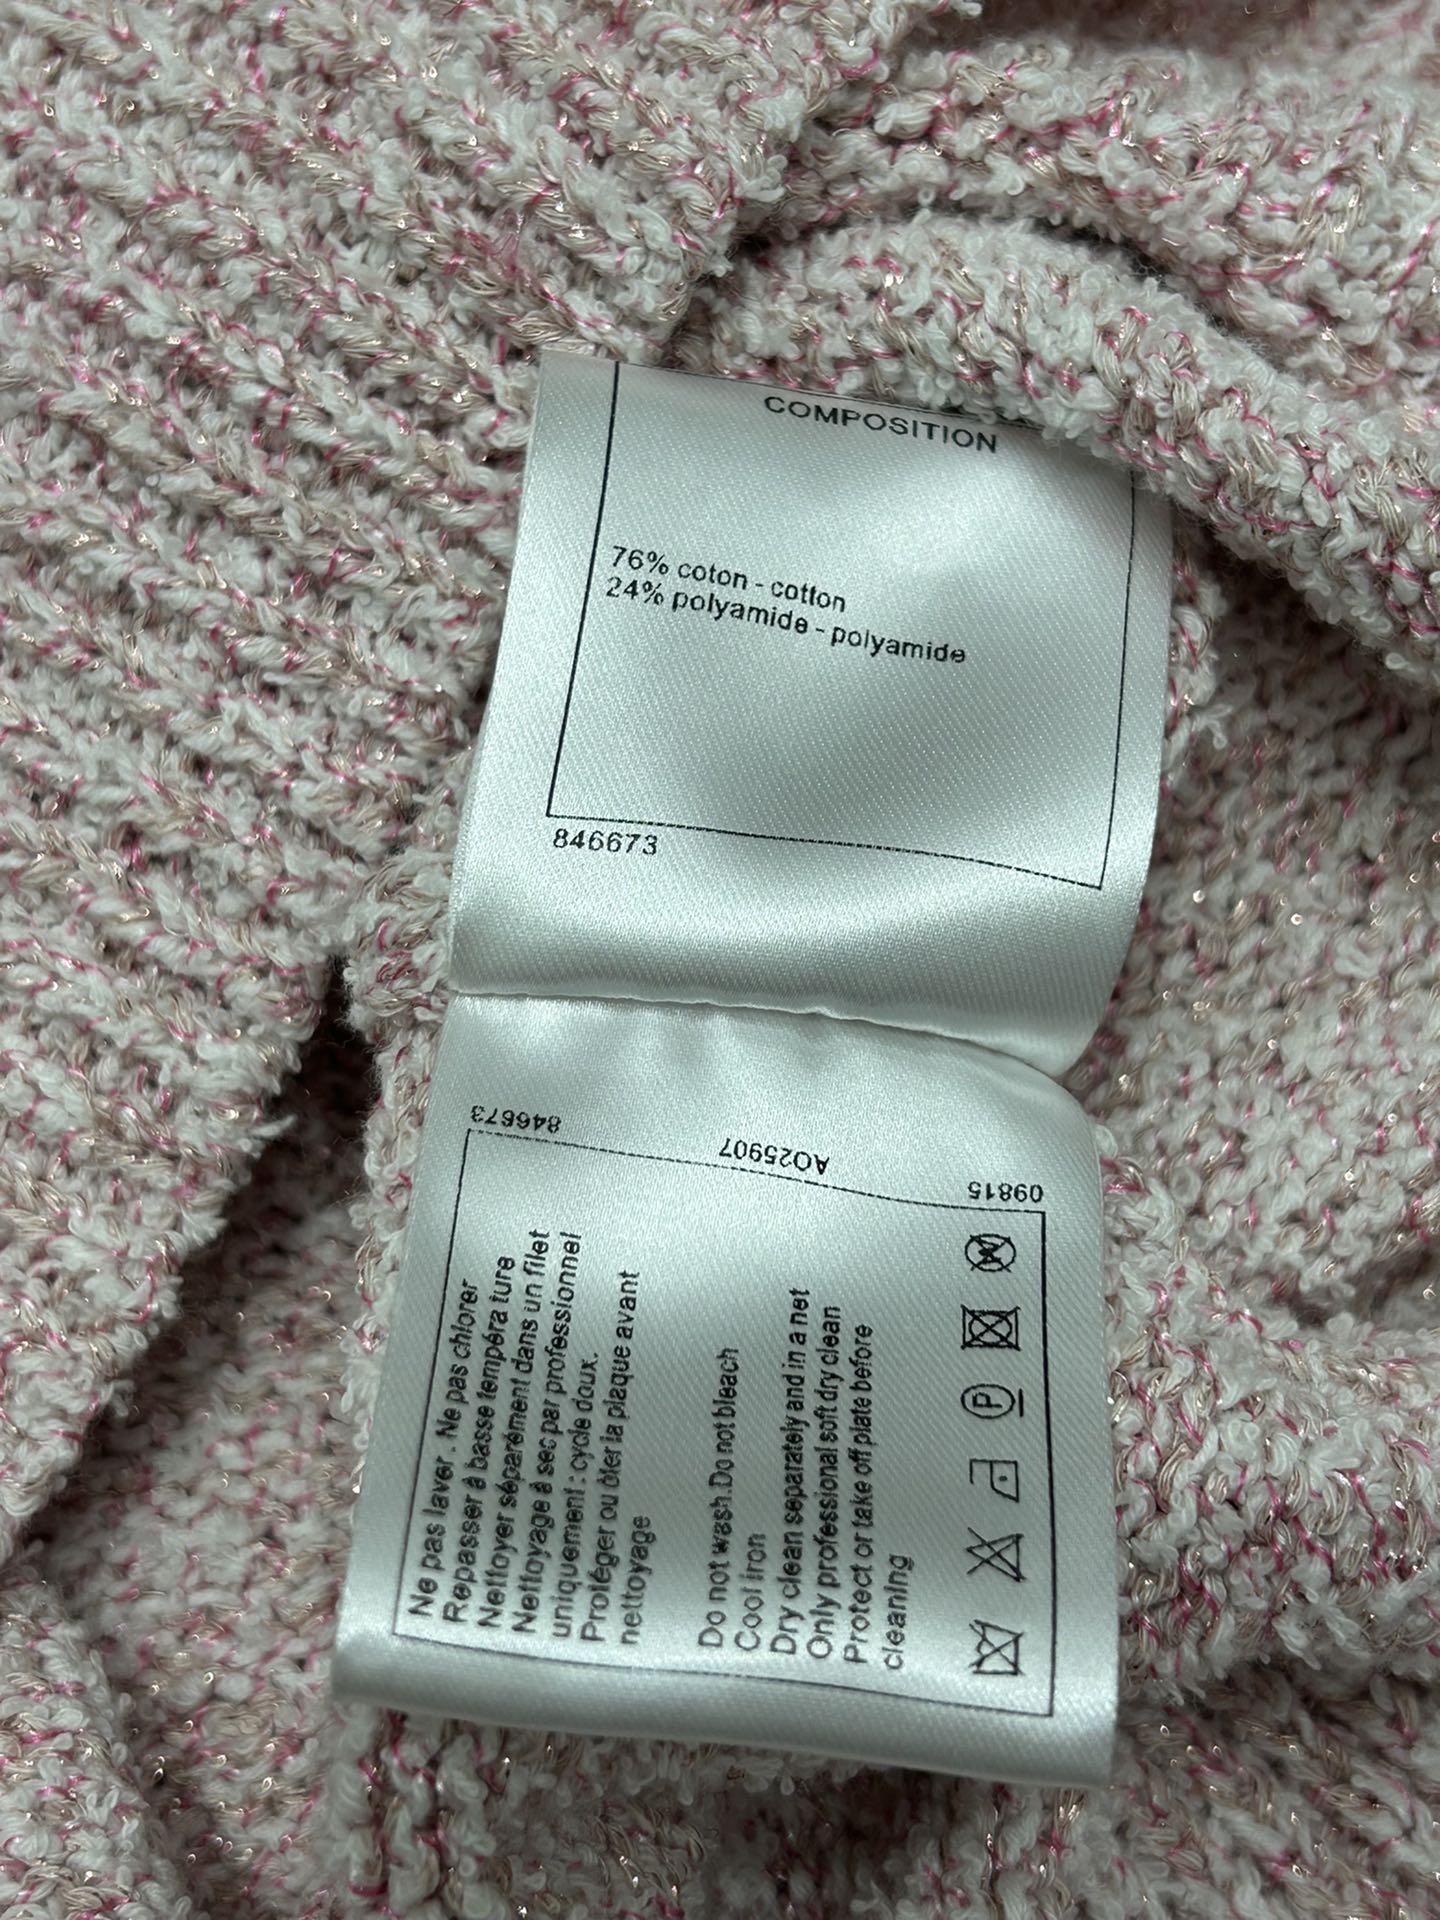 COMPOSITION
76% coton - cotton
24% polyamide - polyamide
846673
846673
AO25907
09815
Ne pas laver . Ne pas chlorer
Repasser à basse tempéra ture
Nettoyer séparément dans un filet
Nettoyage à sec par professionnel
uniquement : cycle doux.
Protéger ou ôter la plaque avant
nettoyage
Do not wash.Do not bleach
Cool iron
Dry clean separately and in a net
Only professional soft dry clean
Protect or take off plate before
cleaning
P